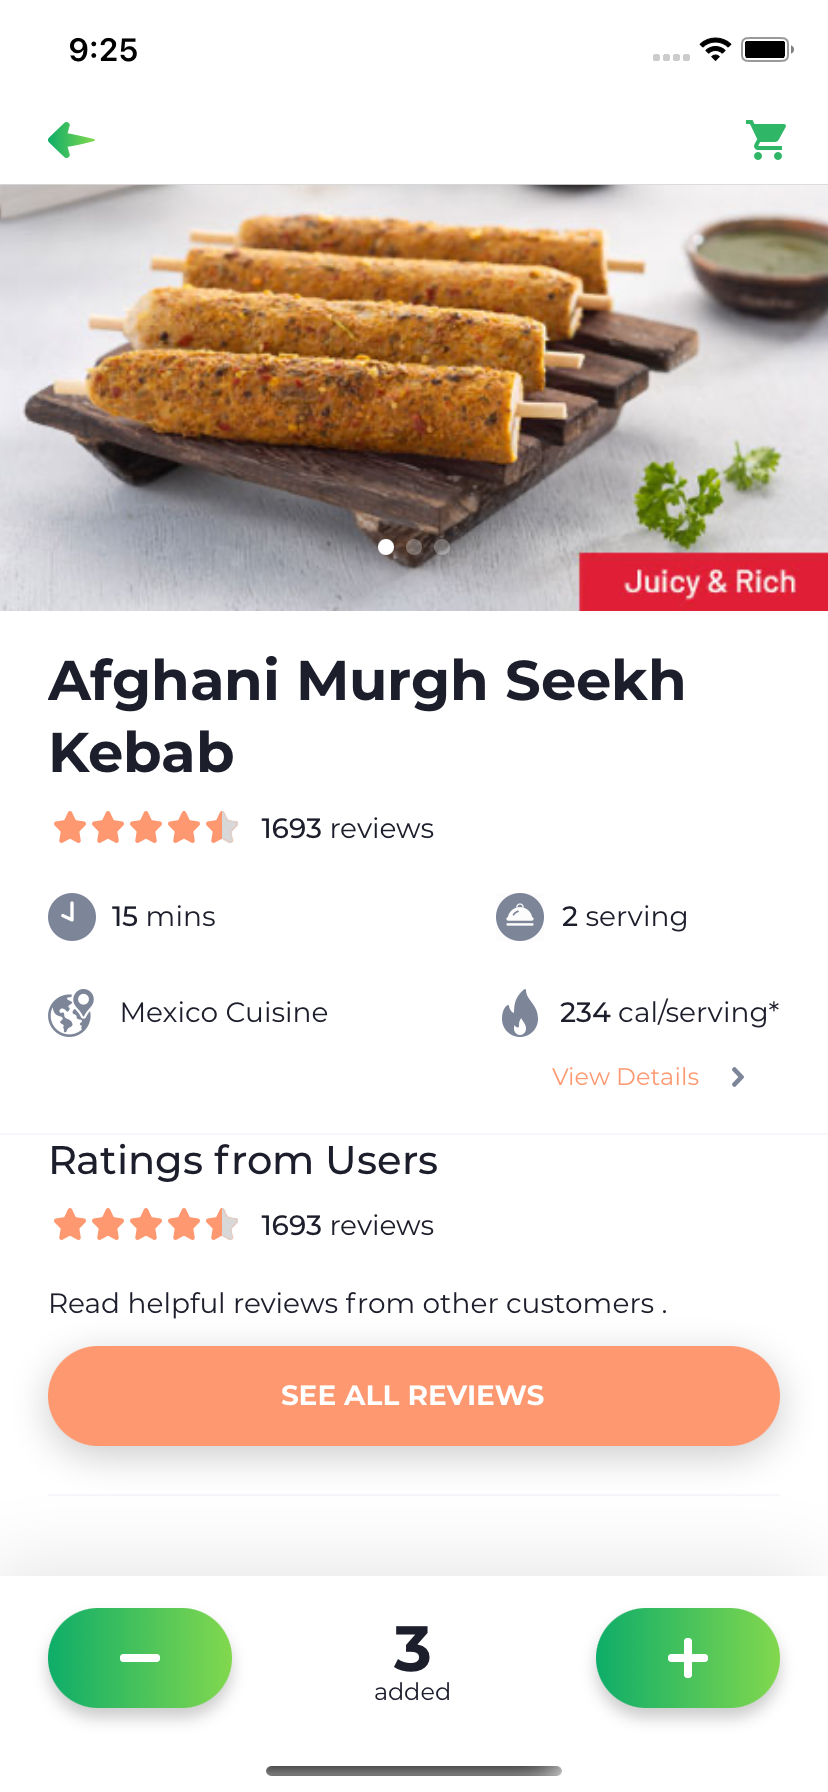 9:25
Juicy & Rich
Afghani Murgh Seekh
Kebab
1693 reviews
15 mins
2 serving
Mexico Cuisine
234 cal/serving*
View Details
Ratings from Users
1693 reviews
Read helpful reviews from other customers .
SEE ALL REVIEWS
3
added